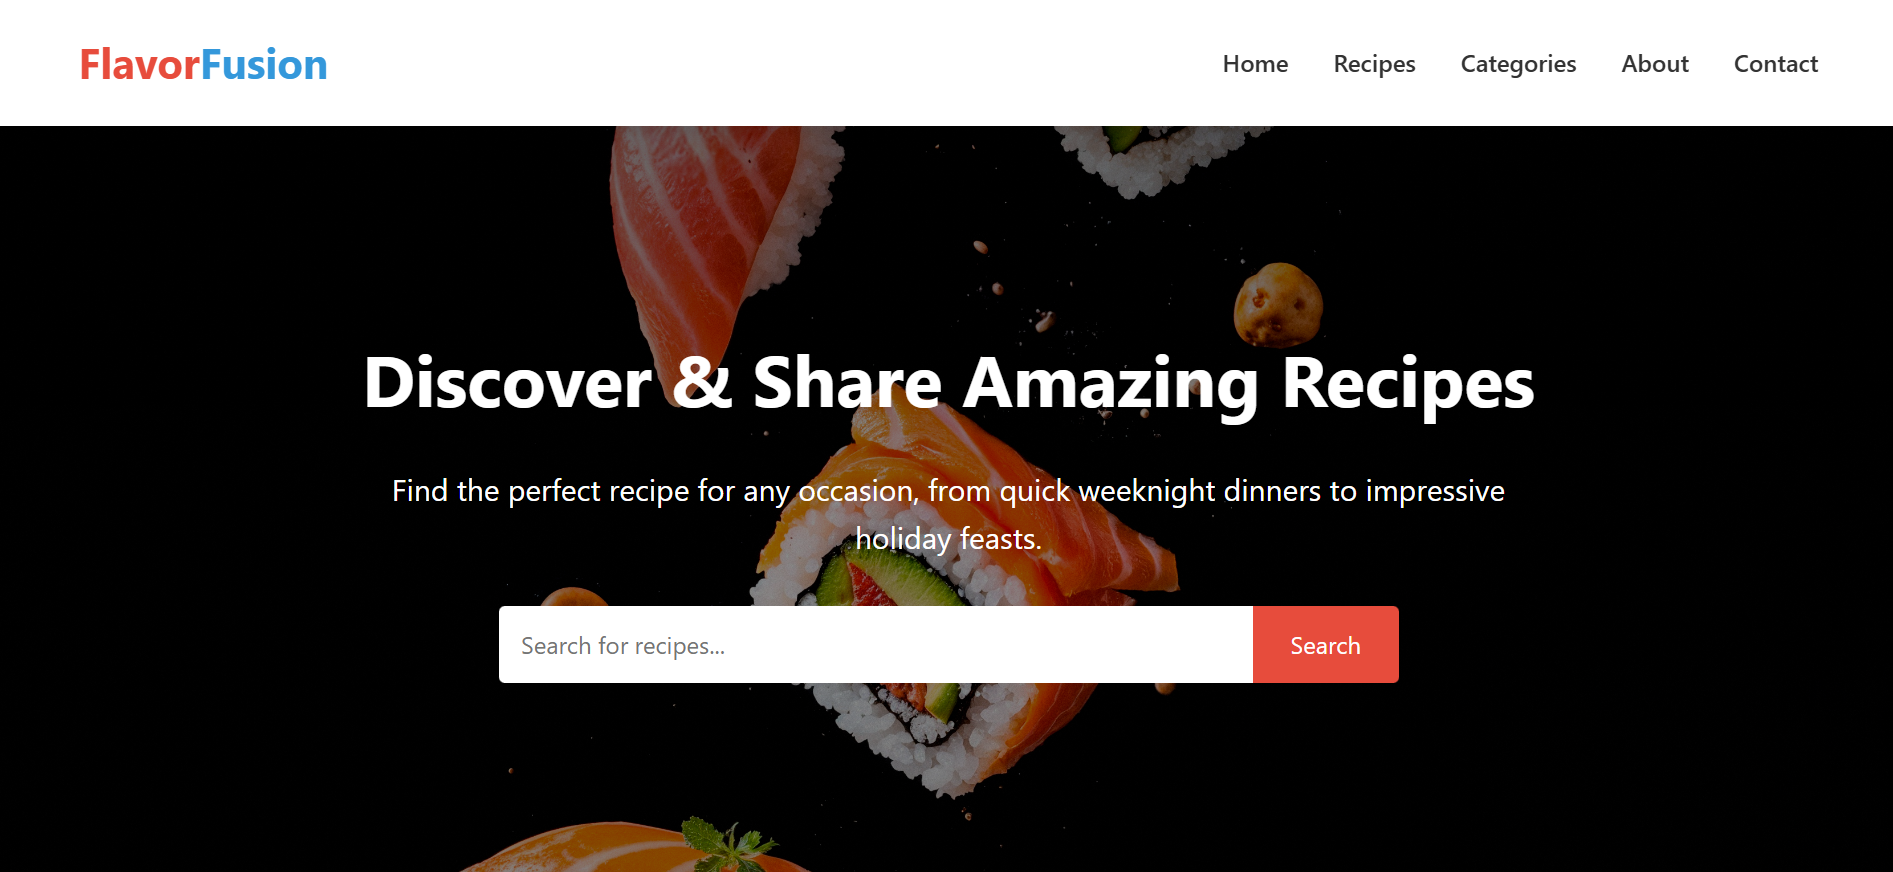 FlavorFusion
Home Recipes Categories About Contact
Discover & Share Amazing Recipes
Find the perfect recipe for any occasion, from quick weeknight dinners to impressive
holiday feasts.
Search for recipes... Search